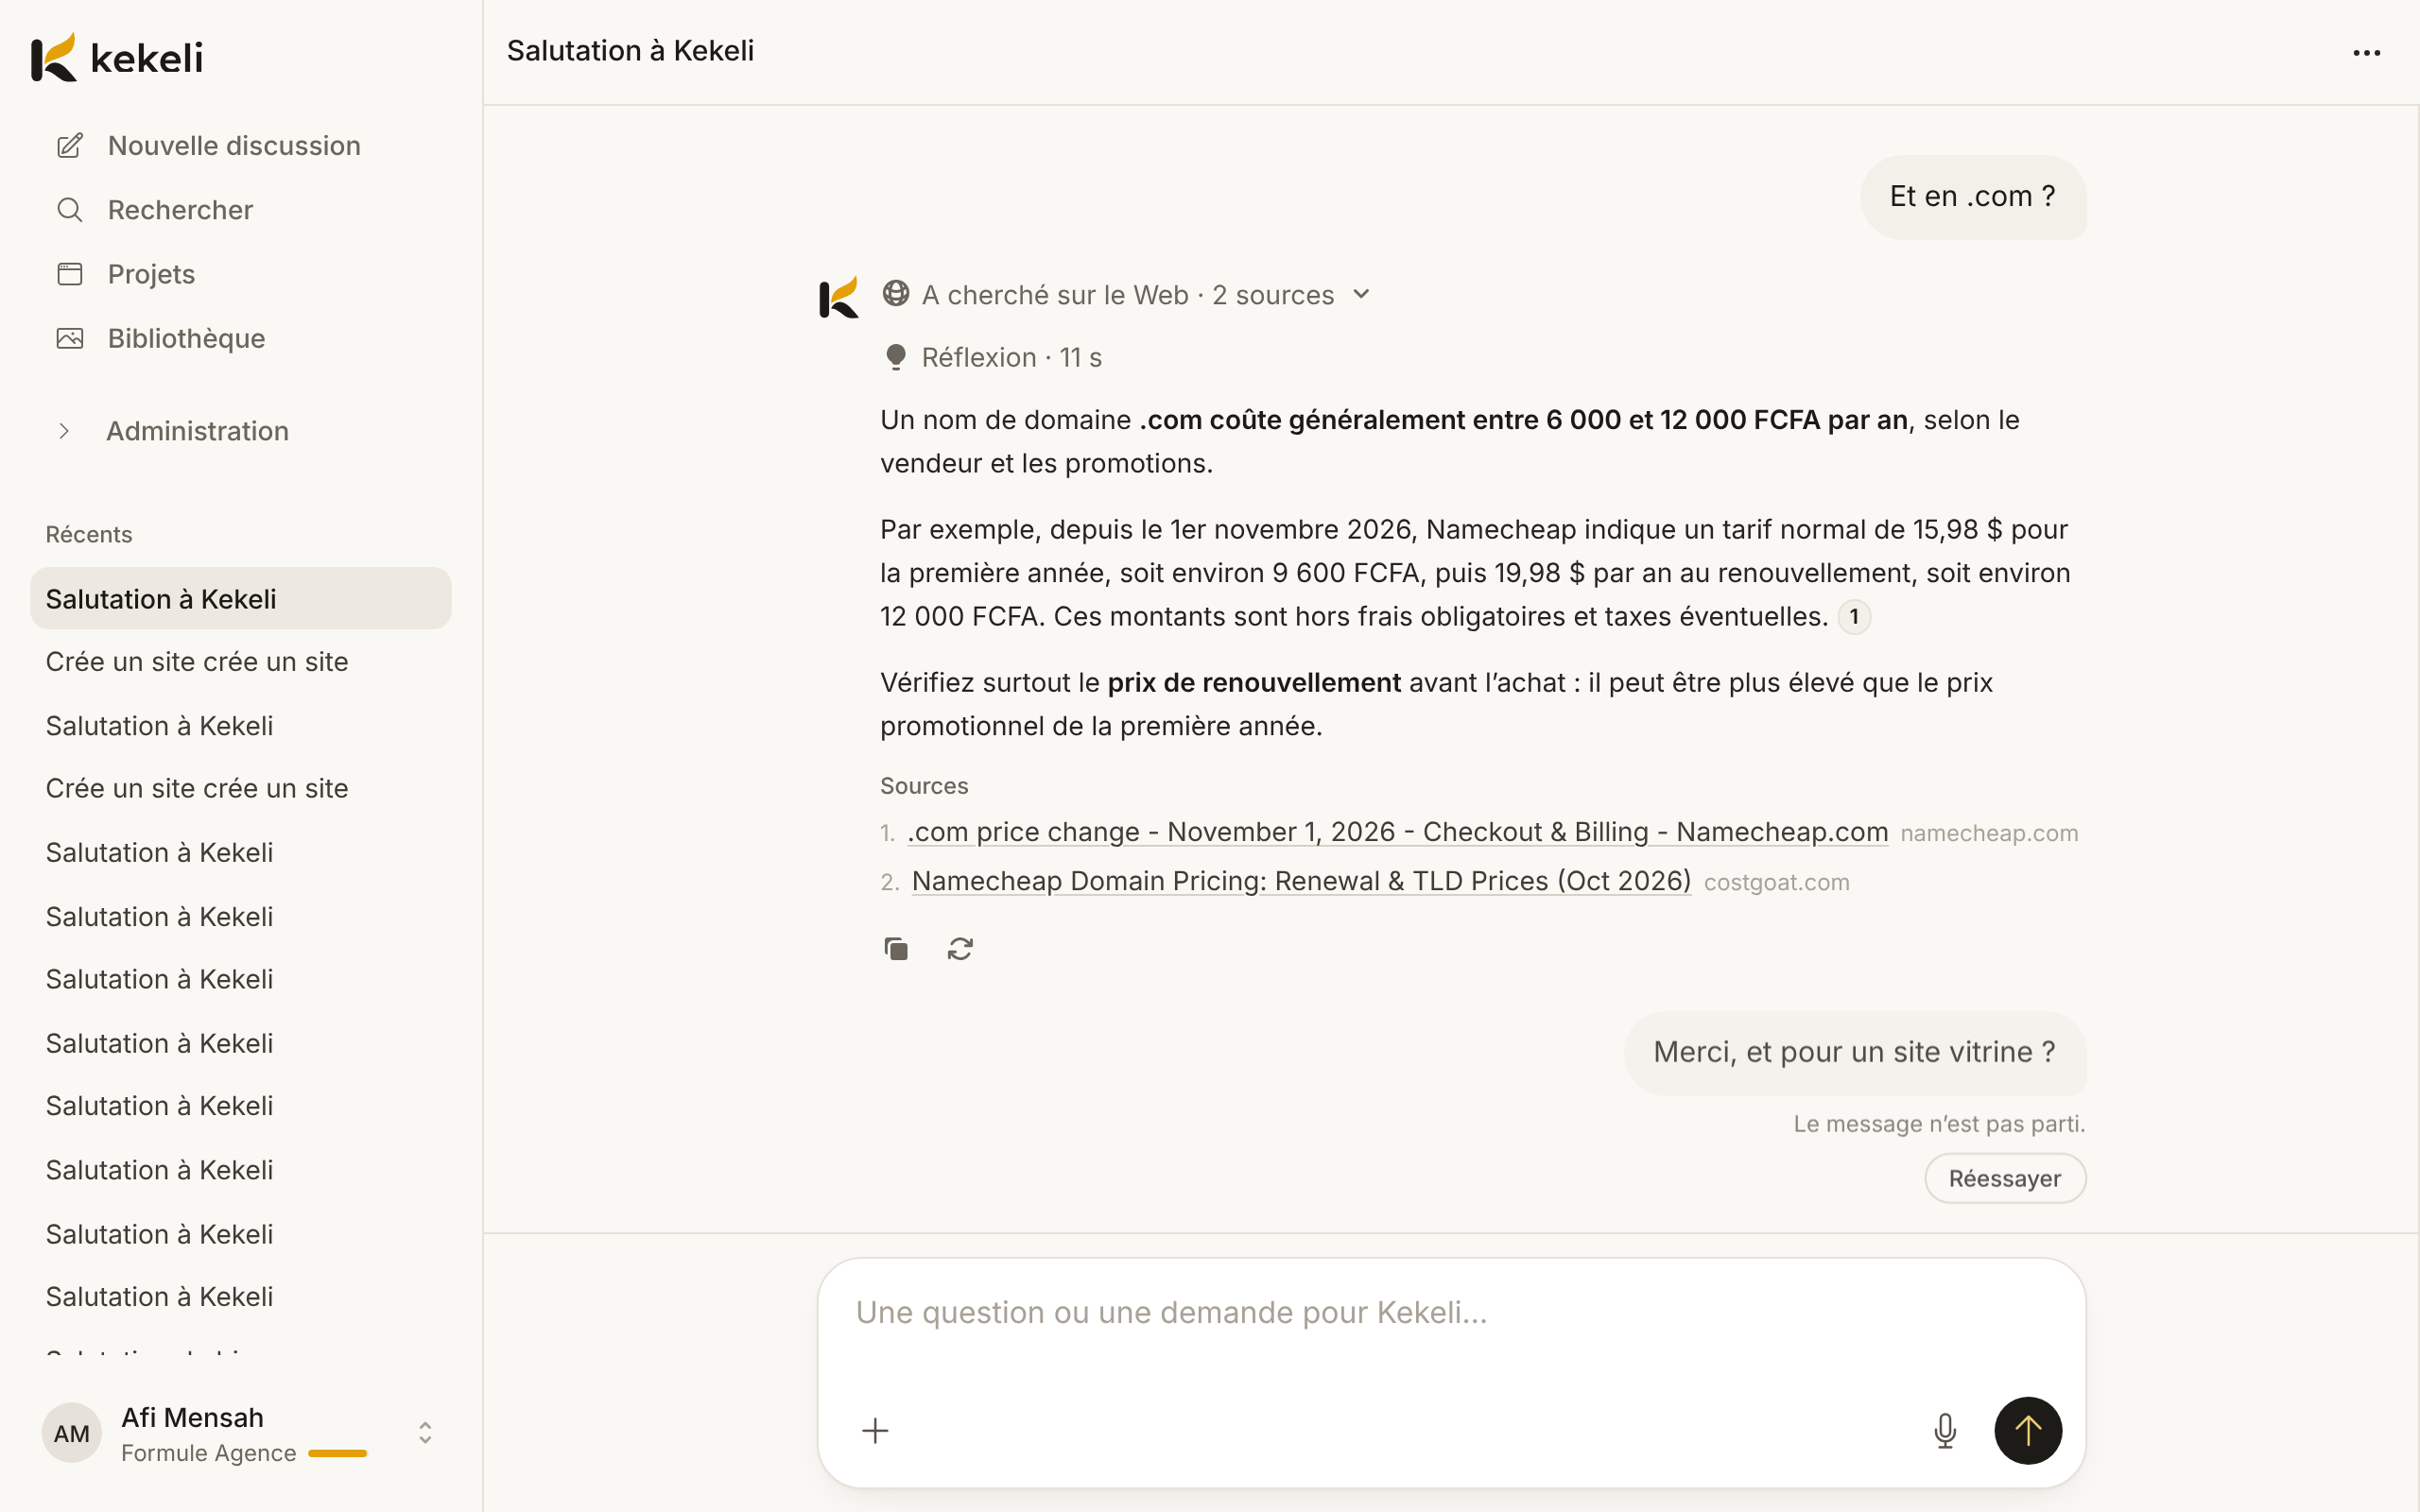 kekeli
Nouvelle discussion
Rechercher
Projets
Bibliothèque
Administration
Récents
Salutation à Kekeli
Crée un site crée un site
Salutation à Kekeli
Crée un site crée un site
Salutation à Kekeli
Salutation à Kekeli
Salutation à Kekeli
Salutation à Kekeli
Salutation à Kekeli
Salutation à Kekeli
Salutation à Kekeli
Salutation à Kekeli
AM
Afi Mensah
Formule Agence
Salutation à Kekeli
Et en .com ?
A cherché sur le Web · 2 sources
Réflexion · 11 s
Un nom de domaine .com coûte généralement entre 6 000 et 12 000 FCFA par an, selon le
vendeur et les promotions.
Par exemple, depuis le 1er novembre 2026, Namecheap indique un tarif normal de 15,98 $ pour
la première année, soit environ 9 600 FCFA, puis 19,98 $ par an au renouvellement, soit environ
12 000 FCFA. Ces montants sont hors frais obligatoires et taxes éventuelles. 1
Vérifiez surtout le prix de renouvellement avant l’achat : il peut être plus élevé que le prix
promotionnel de la première année.
Sources
1. .com price change - November 1, 2026 - Checkout & Billing - Namecheap.com namecheap.com
2. Namecheap Domain Pricing: Renewal & TLD Prices (Oct 2026) costgoat.com
Merci, et pour un site vitrine ?
Le message n’est pas parti.
Réessayer
Une question ou une demande pour Kekeli...